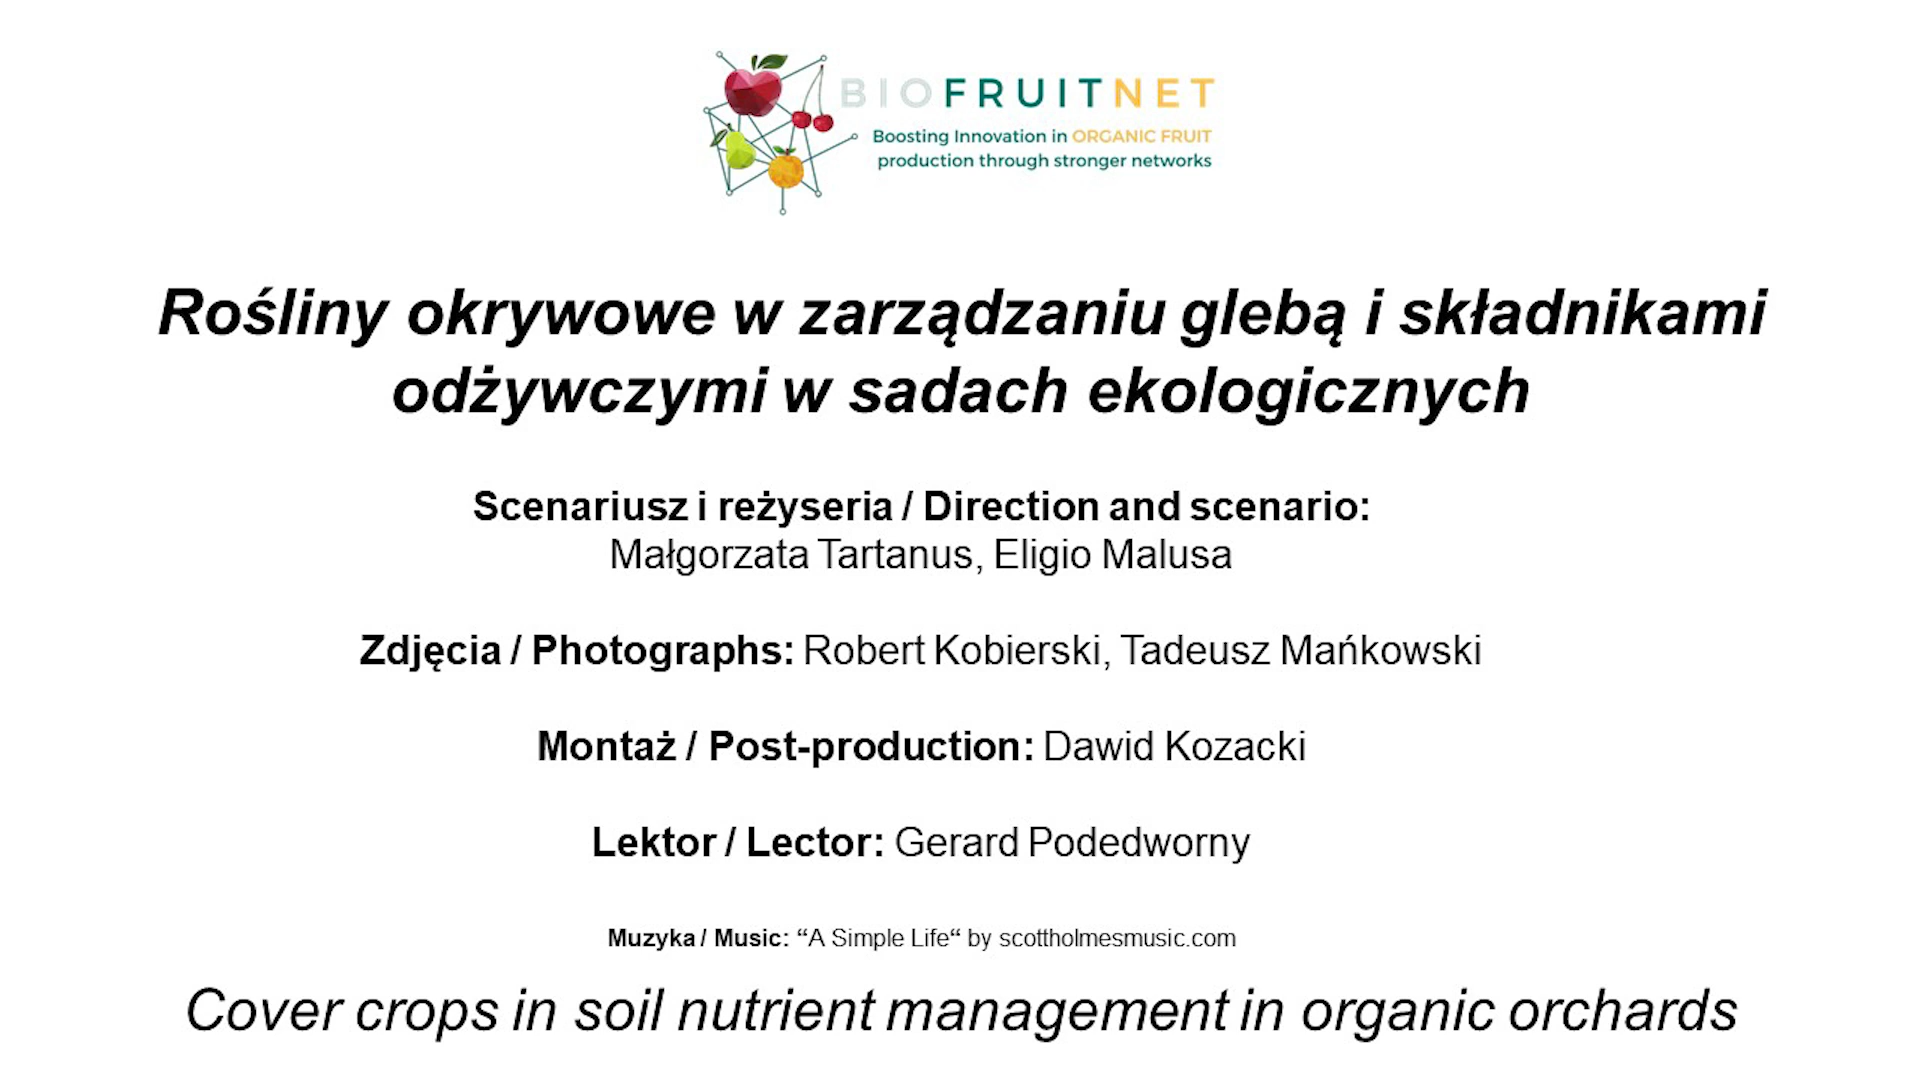 BIOFRUITNET
Boosting Innovation in ORGANIC FRUIT
production through stronger networks
Rośliny okrywowe w zarządzaniu glebą i składnikami
odżywczymi w sadach ekologicznych
Scenariusz i reżyseria / Direction and scenario:
Małgorzata Tartanus, Eligio Malusa
Zdjęcia / Photographs: Robert Kobierski, Tadeusz Mańkowski
Montaż / Post-production: Dawid Kozacki
Lektor / Lector: Gerard Podedworny
Muzyka / Music: “A Simple Life“ by scottholmesmusic.com
Cover crops in soil nutrient management in organic orchards